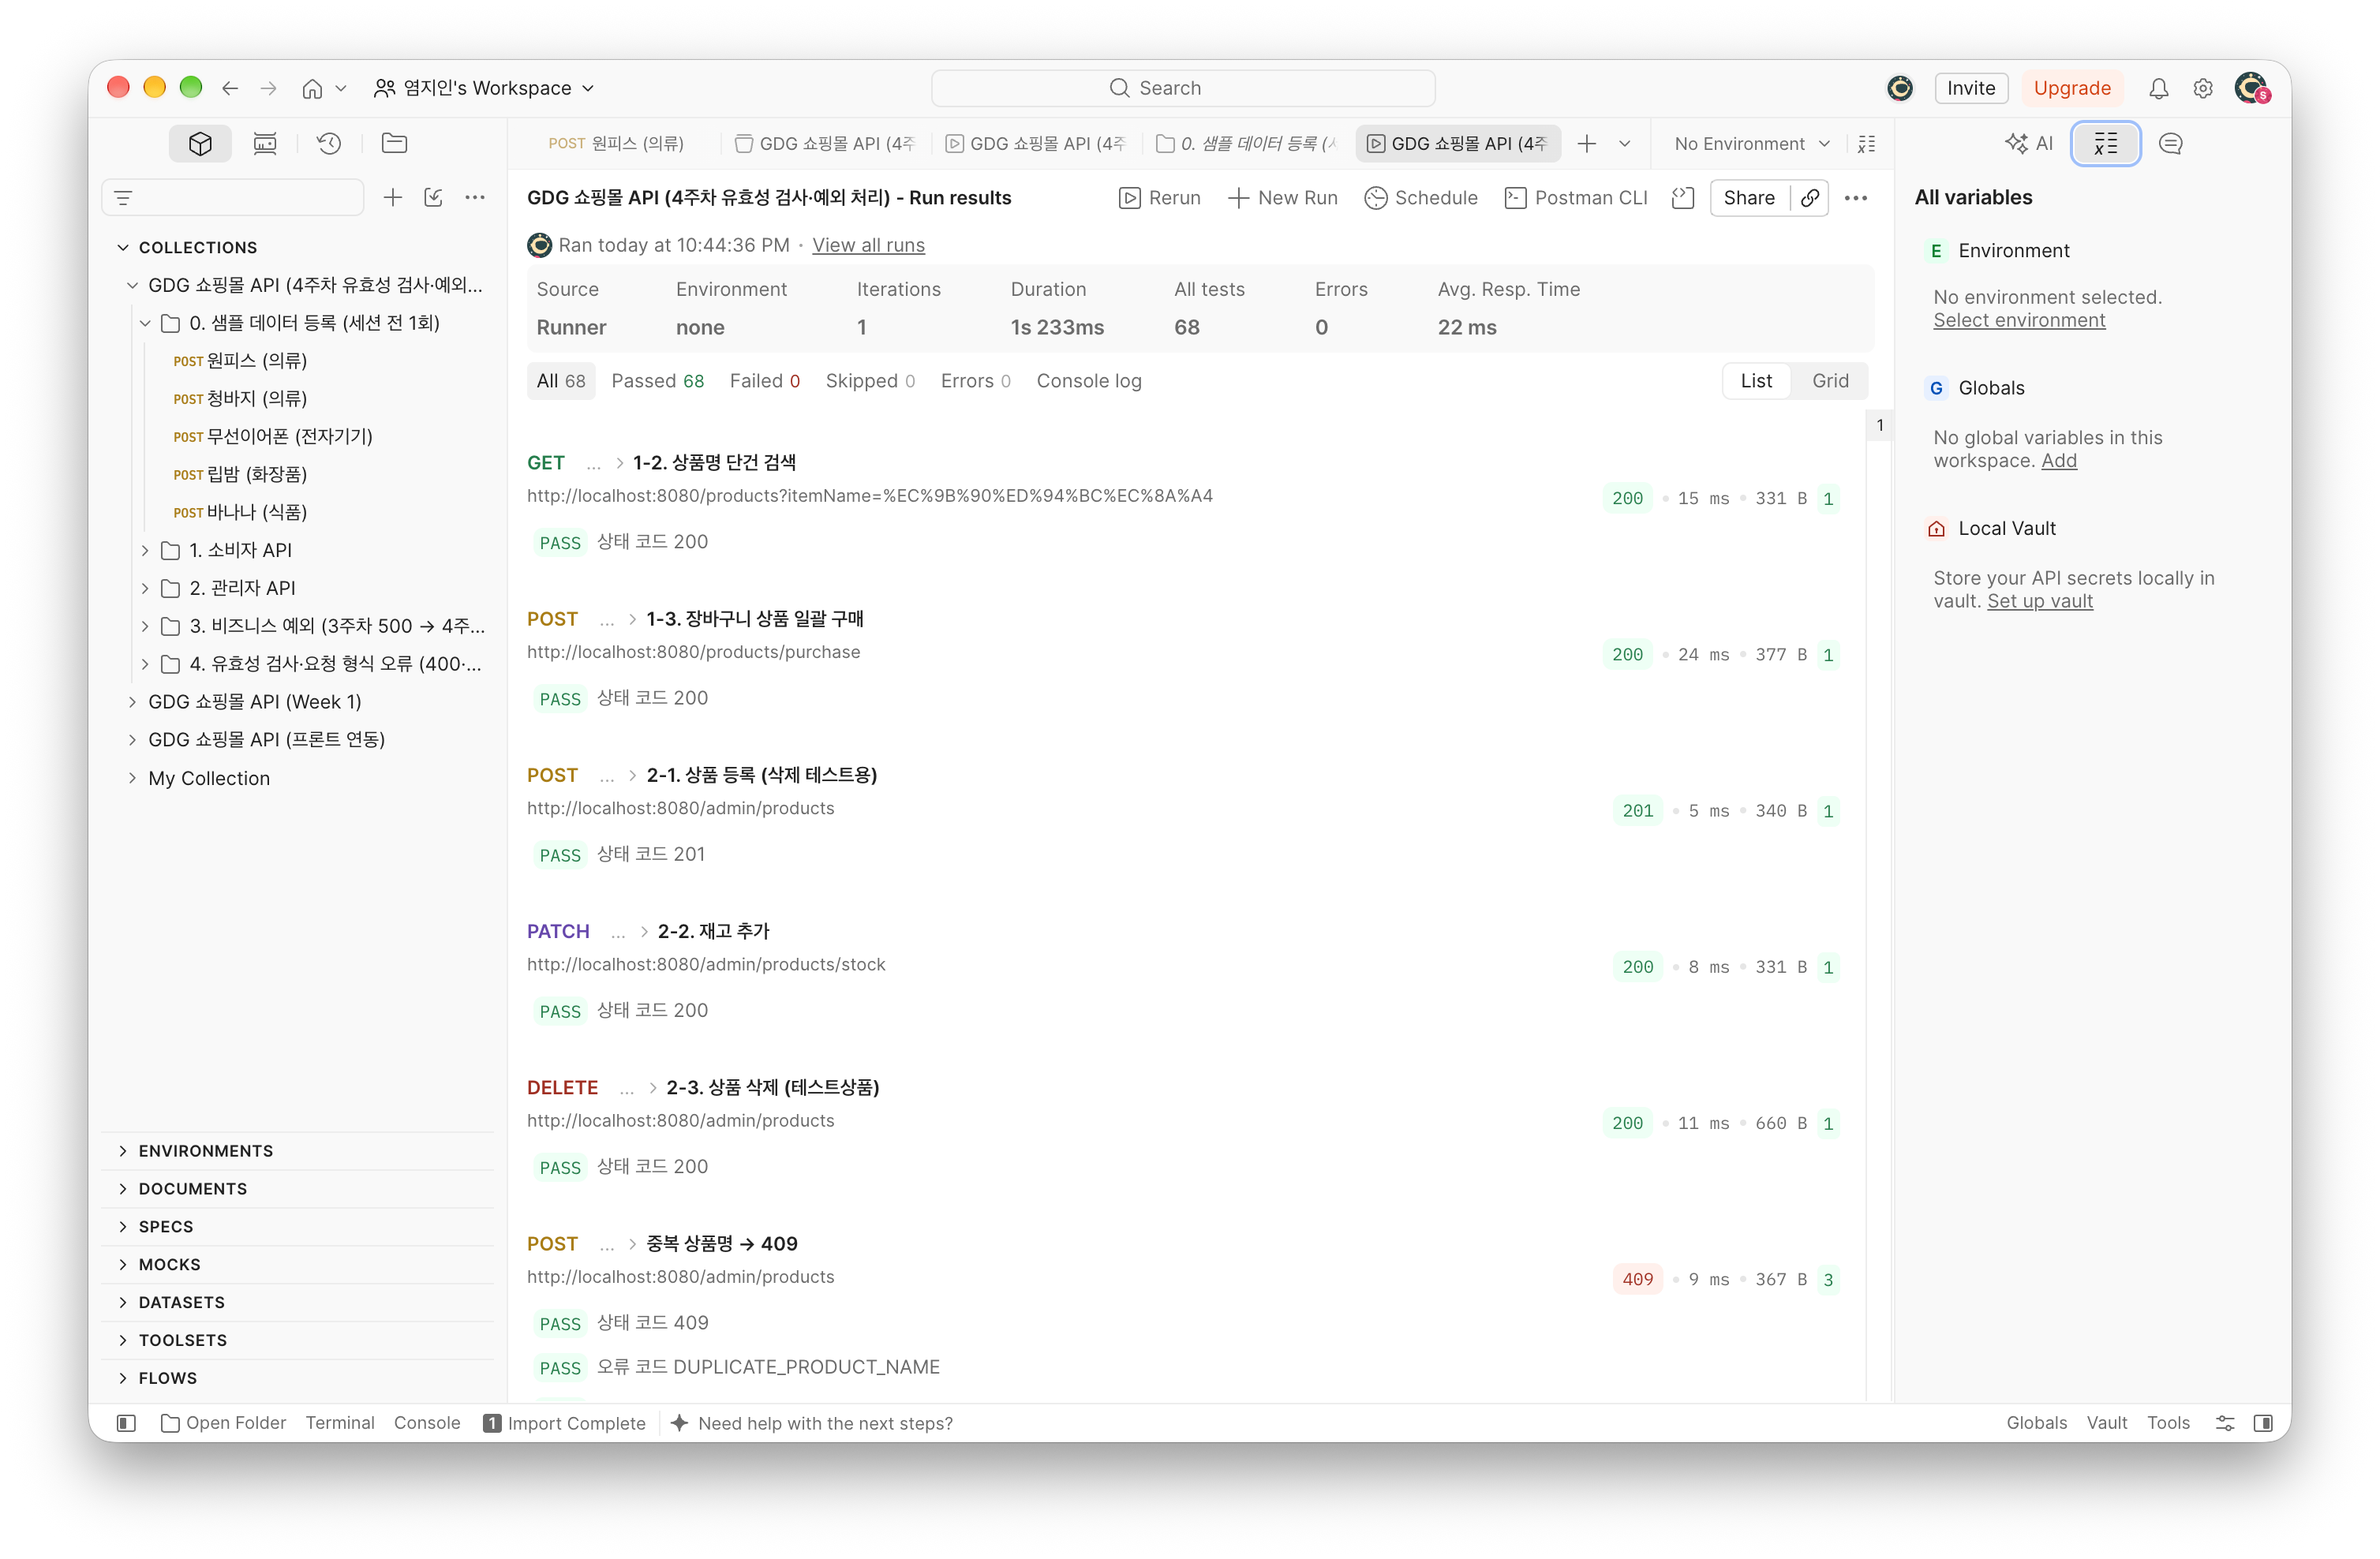 염지인's Workspace
Search
Invite
Upgrade
POST 원피스 (의류)
GDG 쇼핑몰 API (4주
GDG 쇼핑몰 API (4주
0. 샘플 데이터 등록 (
GDG 쇼핑몰 API (4주
No Environment
AI
COLLECTIONS
GDG 쇼핑몰 API (4주차 유효성 검사·예외...
0. 샘플 데이터 등록 (세션 전 1회)
POST 원피스 (의류)
POST 청바지 (의류)
POST 무선이어폰 (전자기기)
POST 립밤 (화장품)
POST 바나나 (식품)
1. 소비자 API
2. 관리자 API
3. 비즈니스 예외 (3주차 500 → 4주...
4. 유효성 검사·요청 형식 오류 (400·...
GDG 쇼핑몰 API (Week 1)
GDG 쇼핑몰 API (프론트 연동)
My Collection
ENVIRONMENTS
DOCUMENTS
SPECS
MOCKS
DATASETS
TOOLSETS
FLOWS
GDG 쇼핑몰 API (4주차 유효성 검사·예외 처리) - Run results
Rerun
New Run
Schedule
Postman CLI
Share
Ran today at 10:44:36 PM · View all runs
Source Environment Iterations Duration All tests Errors Avg. Resp. Time
Runner none 1 1s 233ms 68 0 22 ms
All 68 Passed 68 Failed 0 Skipped 0 Errors 0 Console log
List Grid
1
GET ... > 1-2. 상품명 단건 검색
http://localhost:8080/products?itemName=%EC%9B%90%ED%94%BC%EC%8A%A4
200 • 15 ms • 331 B 1
PASS 상태 코드 200
POST ... > 1-3. 장바구니 상품 일괄 구매
http://localhost:8080/products/purchase
200 • 24 ms • 377 B 1
PASS 상태 코드 200
POST ... > 2-1. 상품 등록 (삭제 테스트용)
http://localhost:8080/admin/products
201 • 5 ms • 340 B 1
PASS 상태 코드 201
PATCH ... > 2-2. 재고 추가
http://localhost:8080/admin/products/stock
200 • 8 ms • 331 B 1
PASS 상태 코드 200
DELETE ... > 2-3. 상품 삭제 (테스트상품)
http://localhost:8080/admin/products
200 • 11 ms • 660 B 1
PASS 상태 코드 200
POST ... > 중복 상품명 → 409
http://localhost:8080/admin/products
409 • 9 ms • 367 B 3
PASS 상태 코드 409
PASS 오류 코드 DUPLICATE_PRODUCT_NAME
All variables
E Environment
No environment selected.
Select environment
G Globals
No global variables in this
workspace. Add
Local Vault
Store your API secrets locally in
vault. Set up vault
Open Folder
Terminal
Console
1 Import Complete
Need help with the next steps?
Globals
Vault
Tools